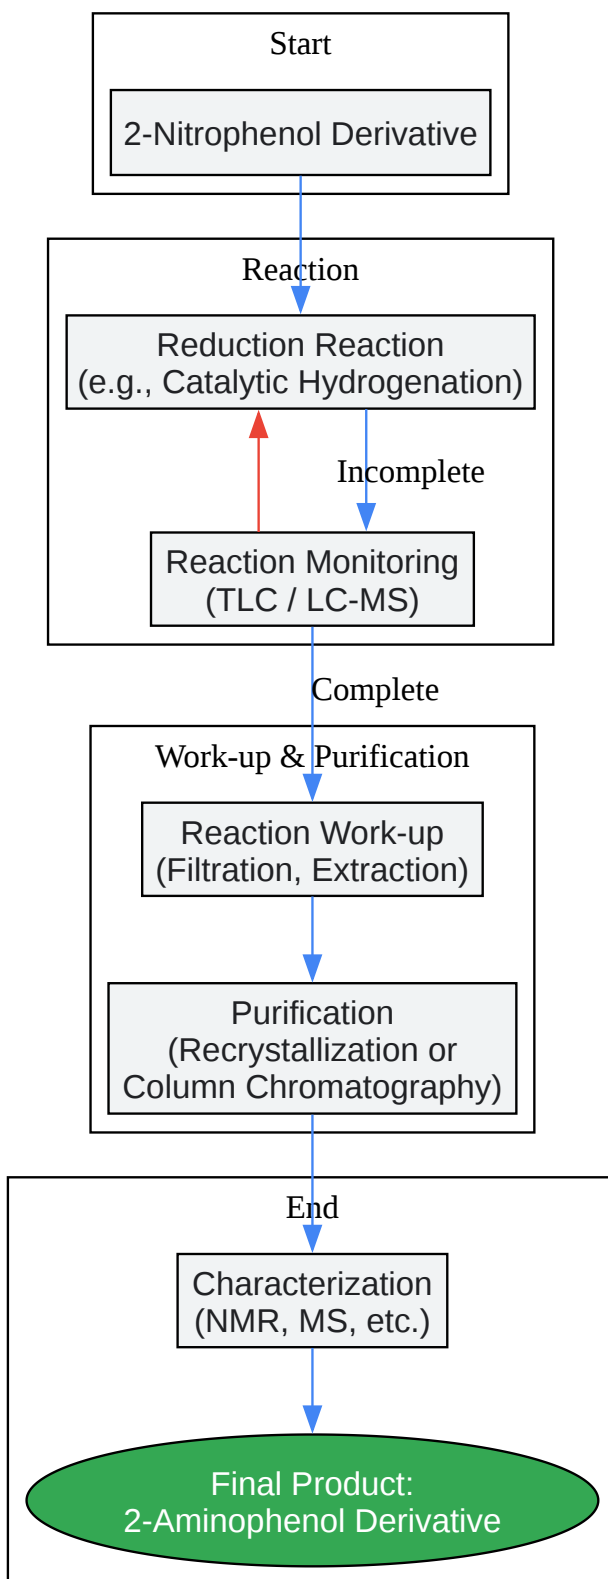 Start
2-Nitrophenol Derivative
Reaction
Reduction Reaction
(e.g., Catalytic Hydrogenation)
Incomplete
Reaction Monitoring
(TLC / LC-MS)
Complete
Work-up & Purification
Reaction Work-up
(Filtration, Extraction)
Purification
(Recrystallization or
Column Chromatography)
End
Characterization
(NMR, MS, etc.)
Final Product:
2-Aminophenol Derivative